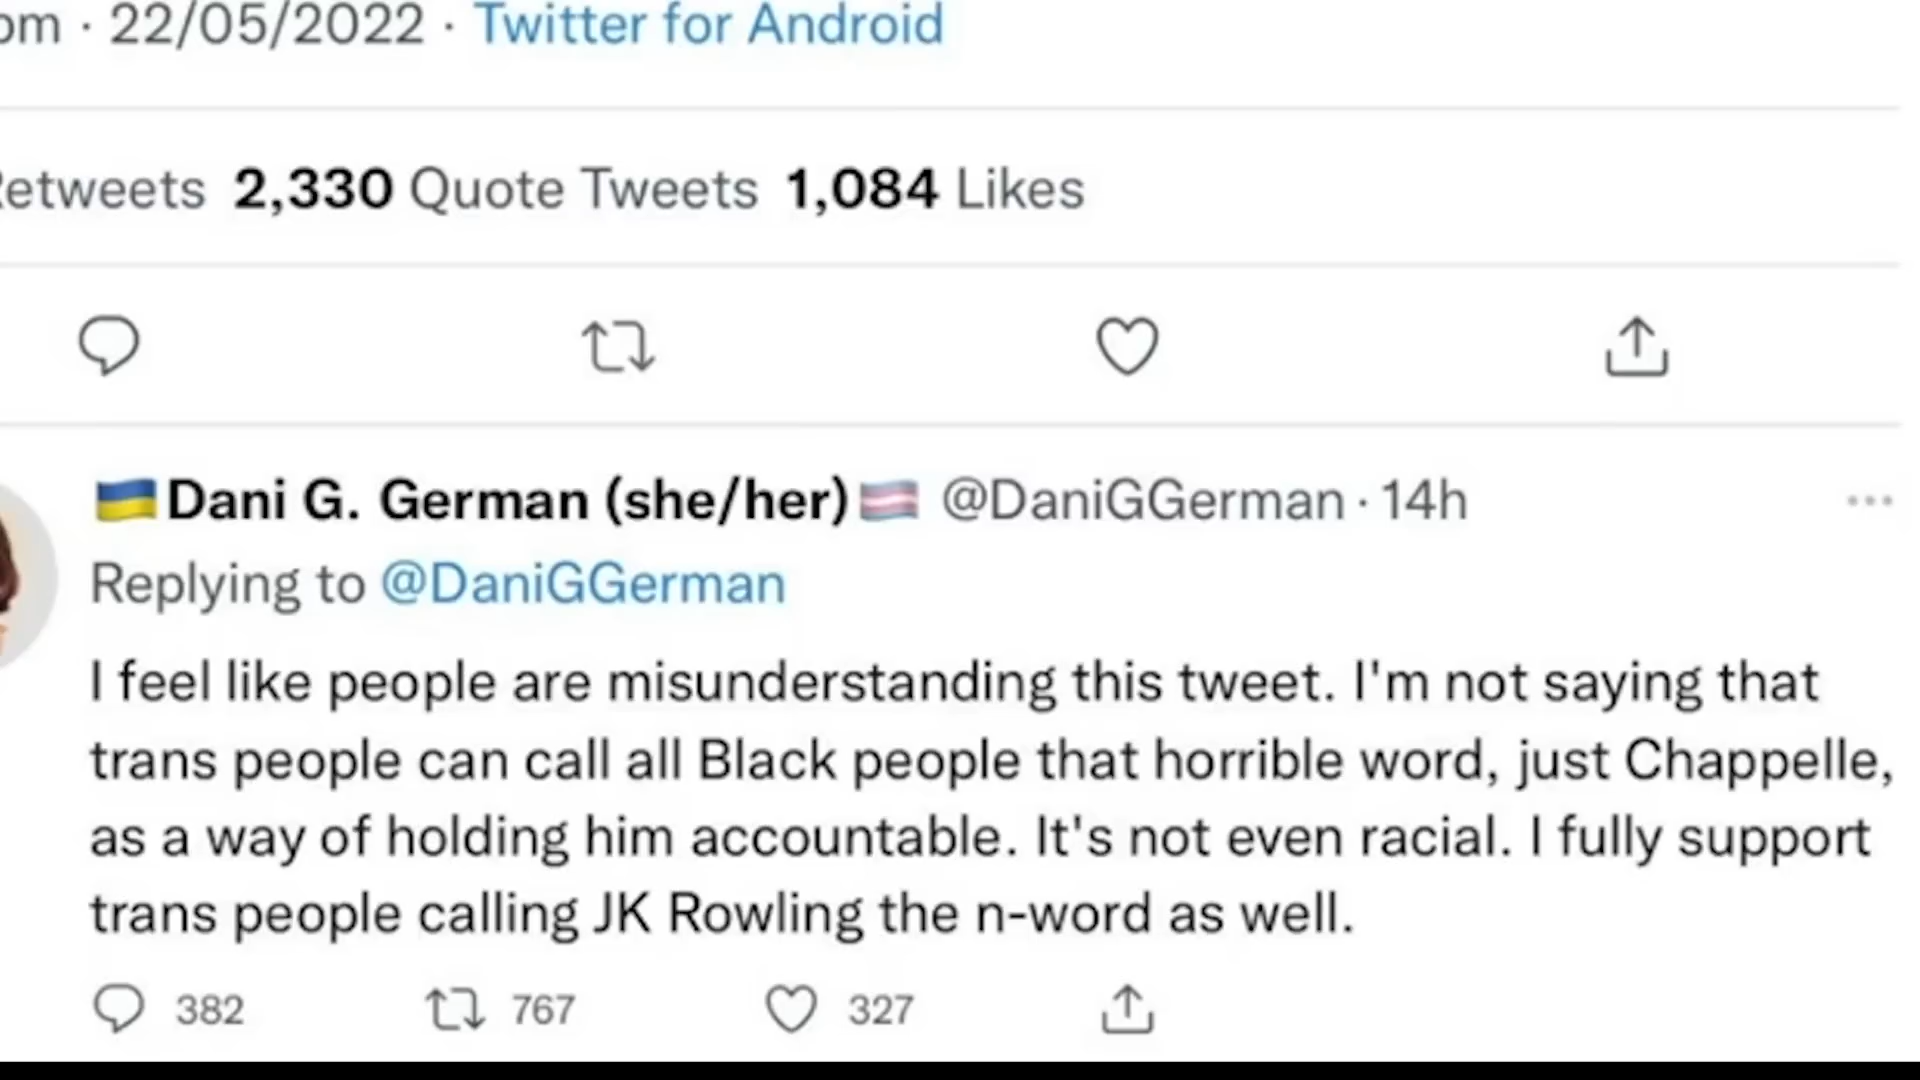 om · 22/05/2022 · Twitter for Android
Retweets 2,330 Quote Tweets 1,084 Likes
Dani G. German (she/her) @DaniGGerman · 14h
Replying to @DaniGGerman
I feel like people are misunderstanding this tweet. I'm not saying that
trans people can call all Black people that horrible word, just Chappelle,
as a way of holding him accountable. It's not even racial. I fully support
trans people calling JK Rowling the n-word as well.
382 767 327